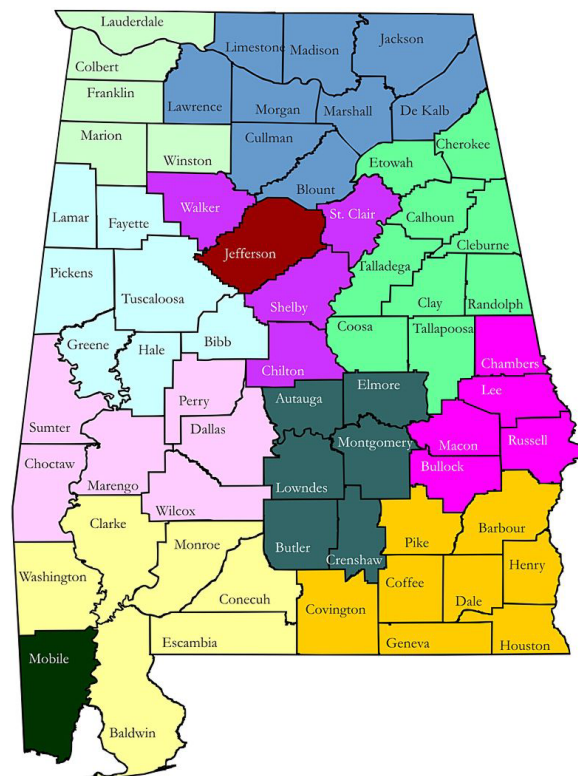 Lauderdale
Limestone
Madison
Jackson
Colbert
Franklin
Lawrence
Morgan
Marshall
De Kalb
Marion
Winston
Cullman
Blount
Etowah
Cherokee
Lamar
Fayette
Walker
Jefferson
St. Clair
Calhoun
Cleburne
Pickens
Tuscaloosa
Shelby
Talladega
Clay
Randolph
Greene
Hale
Bibb
Chilton
Coosa
Tallapoosa
Chambers
Sumter
Perry
Autauga
Elmore
Lee
Choctaw
Marengo
Dallas
Montgomery
Macon
Russell
Bullock
Lowndes
Wilcox
Clarke
Monroe
Butler
Crenshaw
Pike
Barbour
Washington
Conecuh
Covington
Coffee
Dale
Henry
Mobile
Escambia
Geneva
Houston
Baldwin